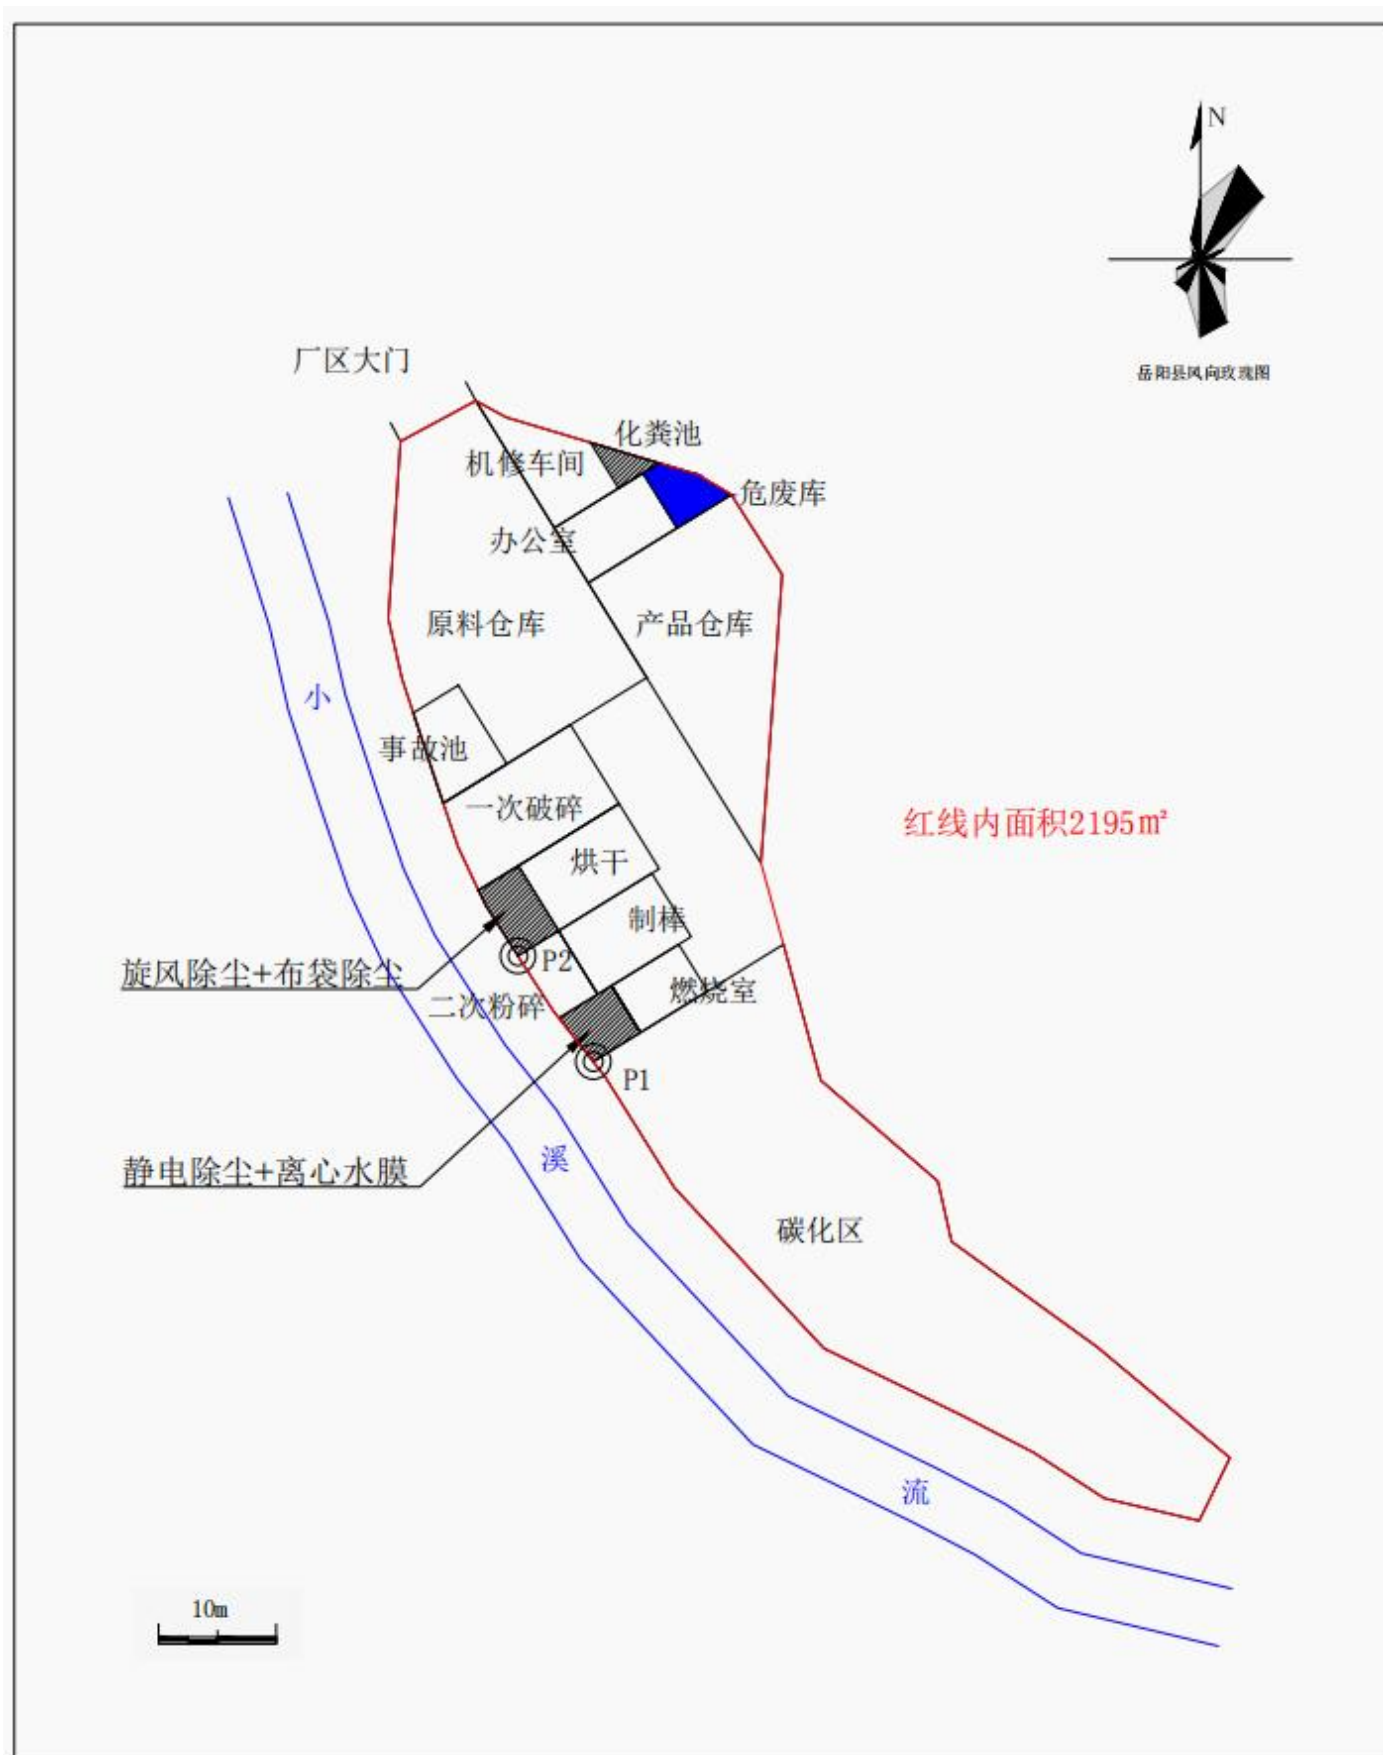 N
岳阳县风向玫瑰图
厂区大门
化粪池
机修车间
危废库
办公室
原料仓库
产品仓库
小
事故池
一次破碎
红线内面积2195㎡
烘干
制棒
P2
旋风除尘+布袋除尘
燃烧室
二次粉碎
P1
溪
静电除尘+离心水膜
碳化区
流
10m